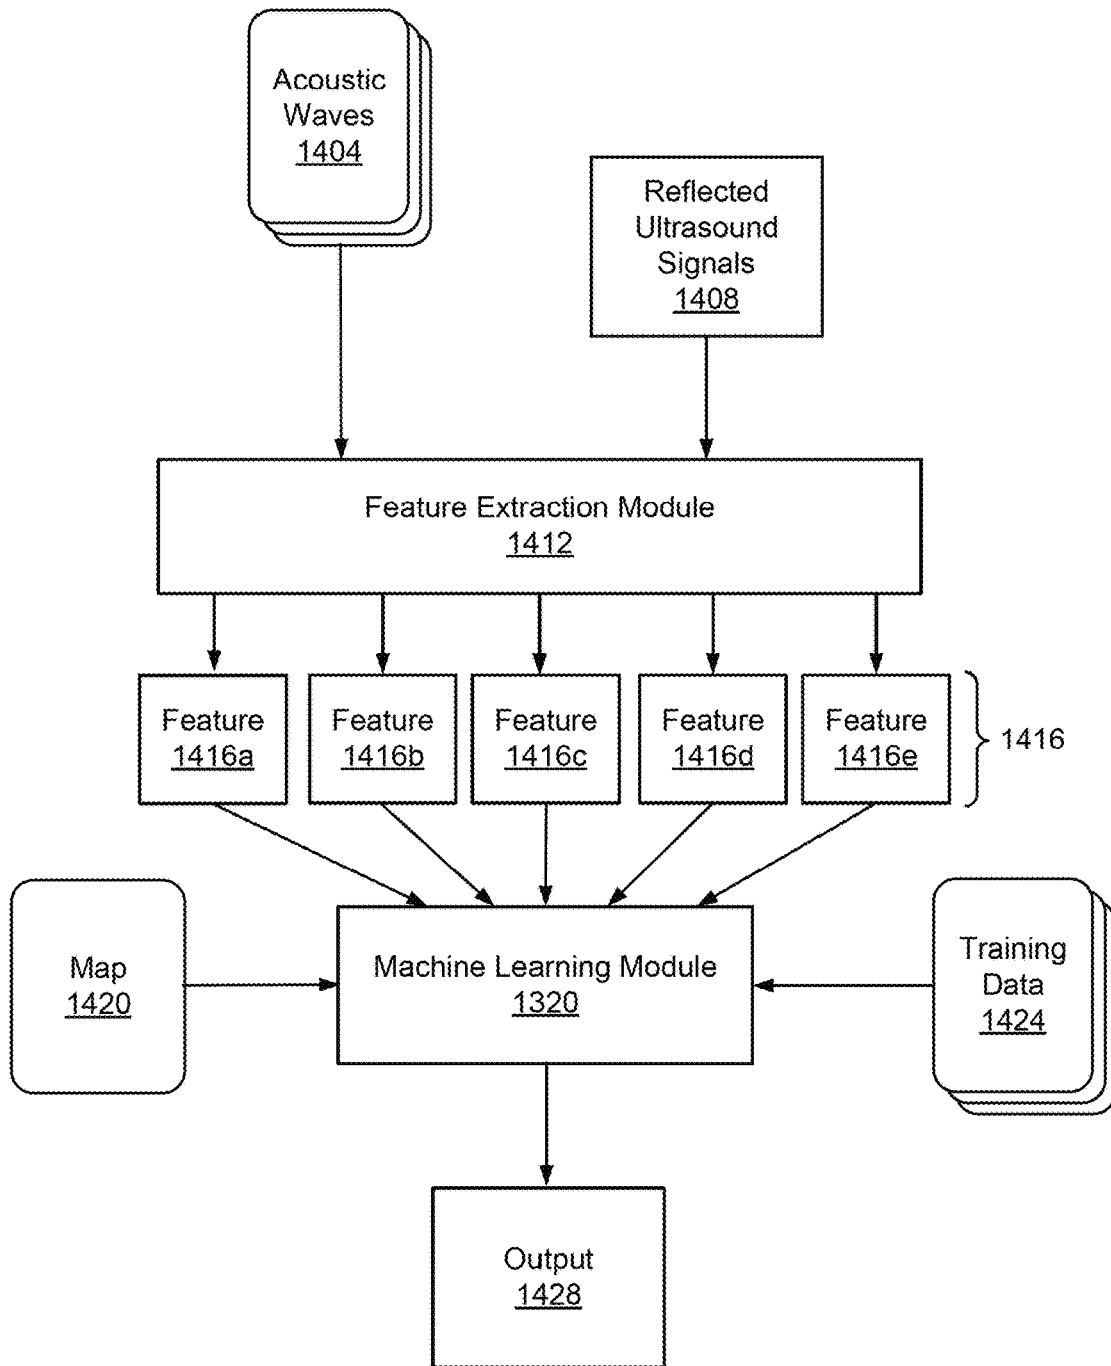 Acoustic
Waves
1404
Reflected
Ultrasound
Signals
1408
Feature Extraction Module
1412
Feature
1416a
Feature
1416b
Feature
1416c
Feature
1416d
Feature
1416e
1416
Map
1420
Machine Learning Module
1320
Training
Data
1424
Output
1428